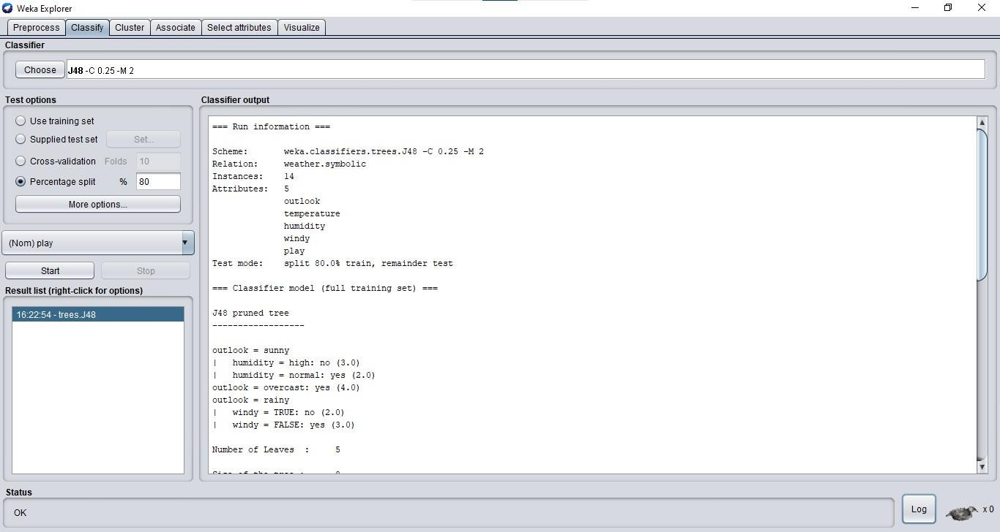 Weka Explorer
Preprocess Classify Cluster Associate Select attributes Visualize
Classifier
Choose J48 -C 0.25 -M 2
Test options
Use training set
Supplied test set Set...
Cross-validation Folds 10
Percentage split % 80
More options...
(Nom) play
Start Stop
Result list (right-click for options)
16:22:54 - trees.J48
Classifier output
=== Run information ===
Scheme: weka.classifiers.trees.J48 -C 0.25 -M 2
Relation: weather.symbolic
Instances: 14
Attributes: 5
outlook
temperature
humidity
windy
play
Test mode: split 80.0% train, remainder test
=== Classifier model (full training set) ===
J48 pruned tree
------------------
outlook = sunny
| humidity = high: no (3.0)
| humidity = normal: yes (2.0)
outlook = overcast: yes (4.0)
outlook = rainy
| windy = TRUE: no (2.0)
| windy = FALSE: yes (3.0)
Number of Leaves : 5
Size of the tree :
Status
OK
Log x 0